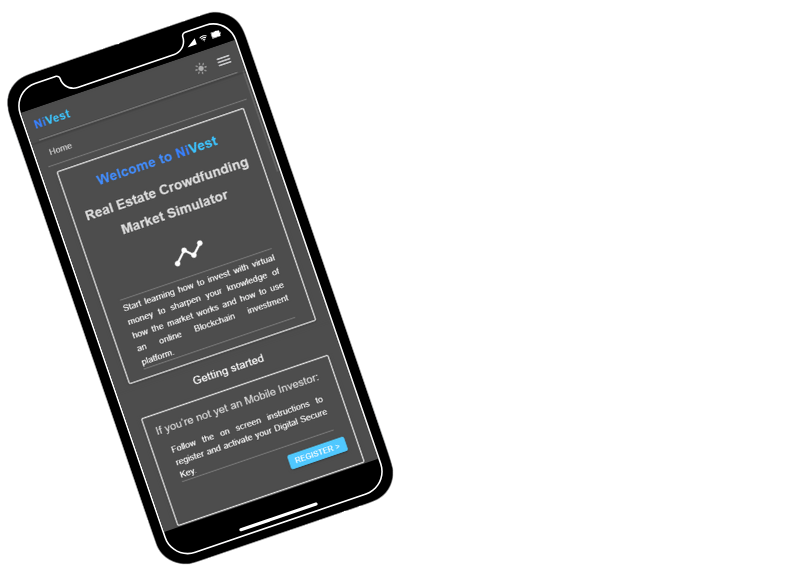 NiVest
Home
Welcome to NiVest
Real Estate Crowdfunding
Market Simulator
Start learning how to invest with virtual
money to sharpen your knowledge of
how the market works and how to use
an online Blockchain investment
platform.
Getting started
If you're not yet an Mobile Investor:
Follow the on screen instructions to
register and activate your Digital Secure
Key.
REGISTER >